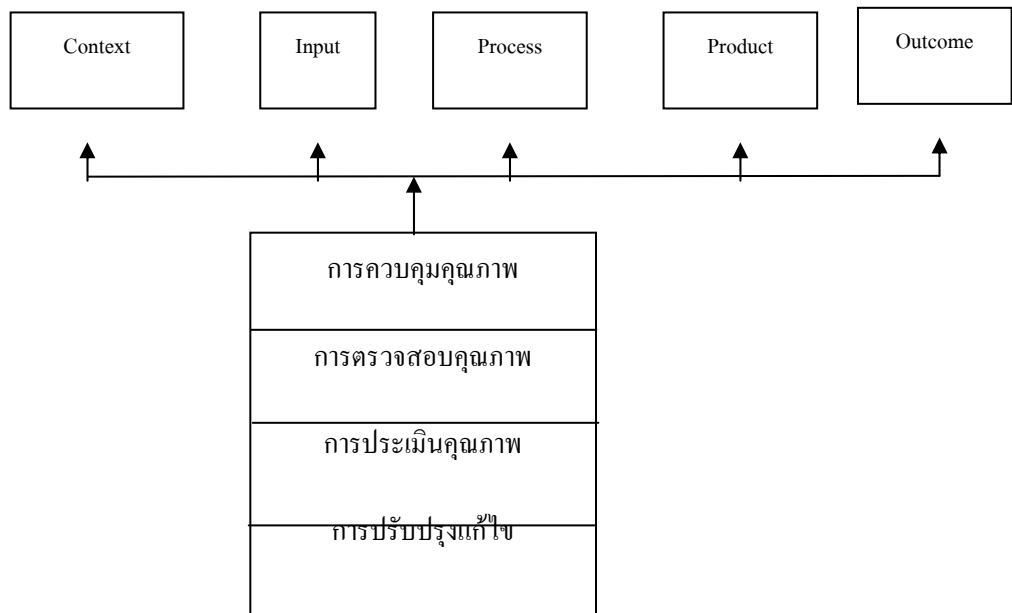 Context
Input
Process
Product
Outcome
การควบคุมคุณภาพ
การตรวจสอบคุณภาพ
การประเมินคุณภาพ
การปรับปรุงแก้ไข